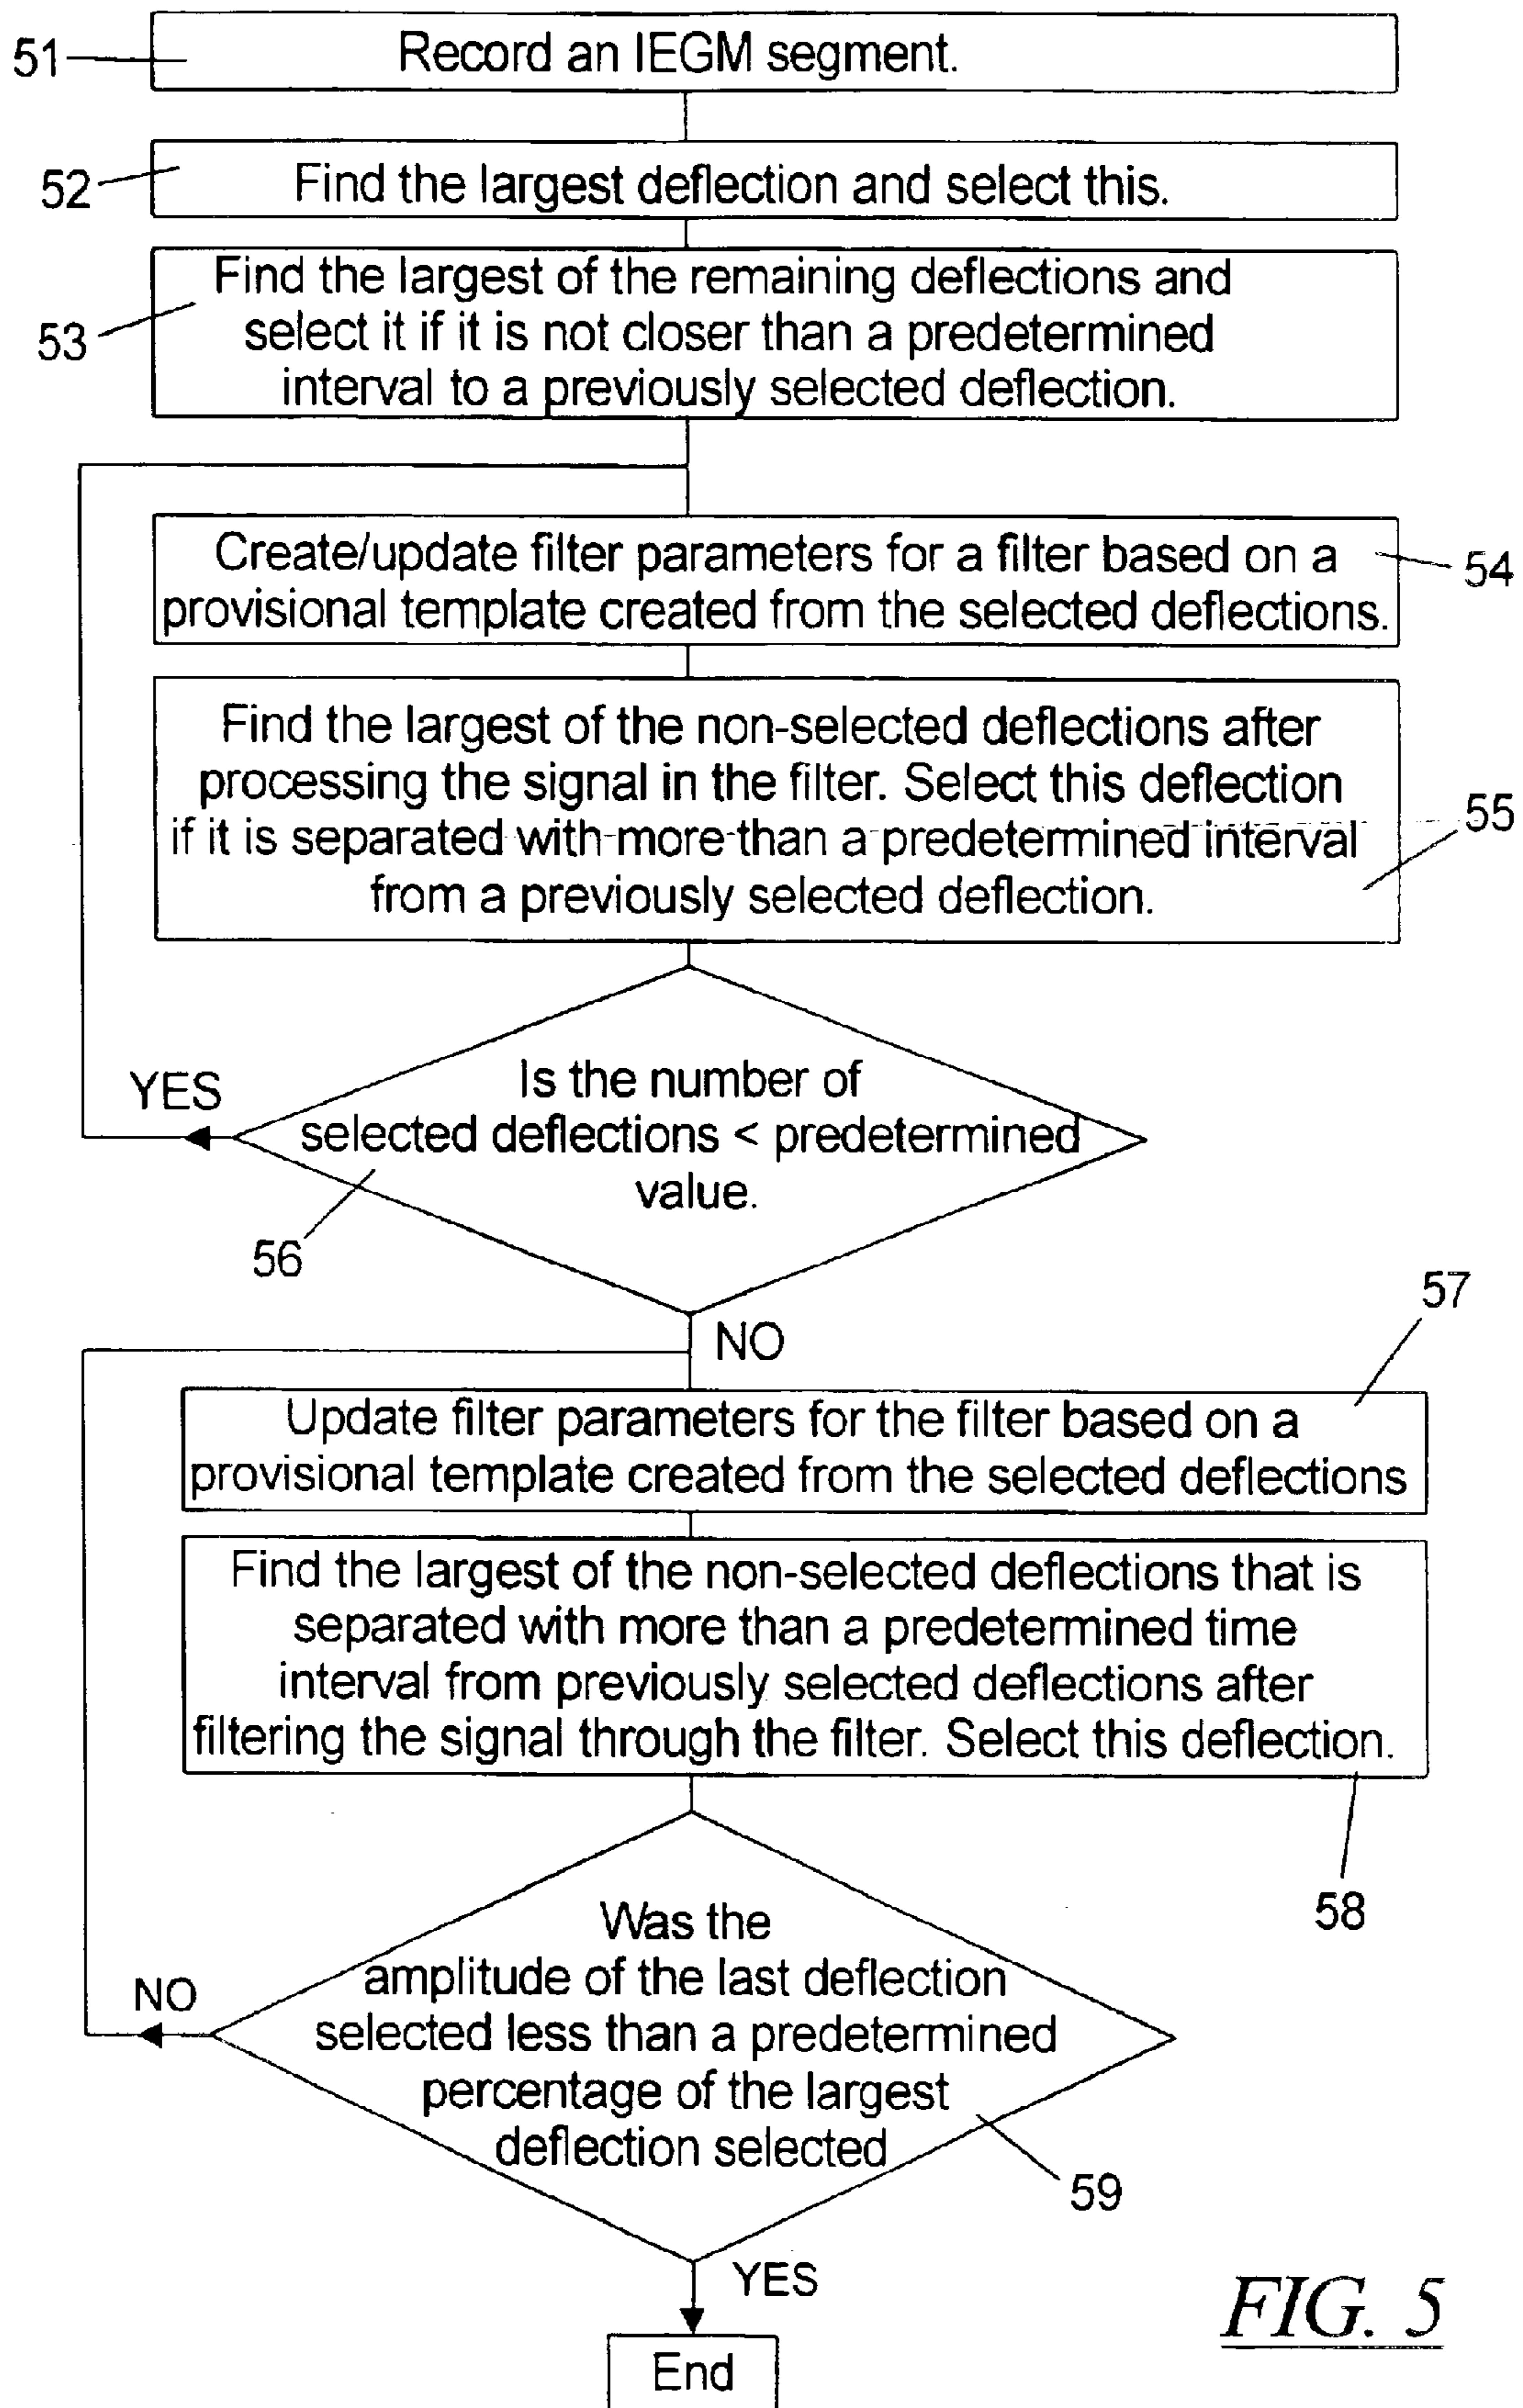 51
Record an IEGM segment.
52
Find the largest deflection and select this.
53
Find the largest of the remaining deflections and
select it if it is not closer than a predetermined
interval to a previously selected deflection.
Create/update filter parameters for a filter based on a
provisional template created from the selected deflections.
54
Find the largest of the non-selected deflections after
processing the signal in the filter. Select this deflection
if it is separated with more than a predetermined interval
from a previously selected deflection.
55
YES
Is the number of
selected deflections < predetermined
value.
56
NO
57
Update filter parameters for the filter based on a
provisional template created from the selected deflections
Find the largest of the non-selected deflections that is
separated with more than a predetermined time
interval from previously selected deflections after
filtering the signal through the filter. Select this deflection.
58
NO
Was the
amplitude of the last deflection
selected less than a predetermined
percentage of the largest
deflection selected
59
YES
End
FIG. 5